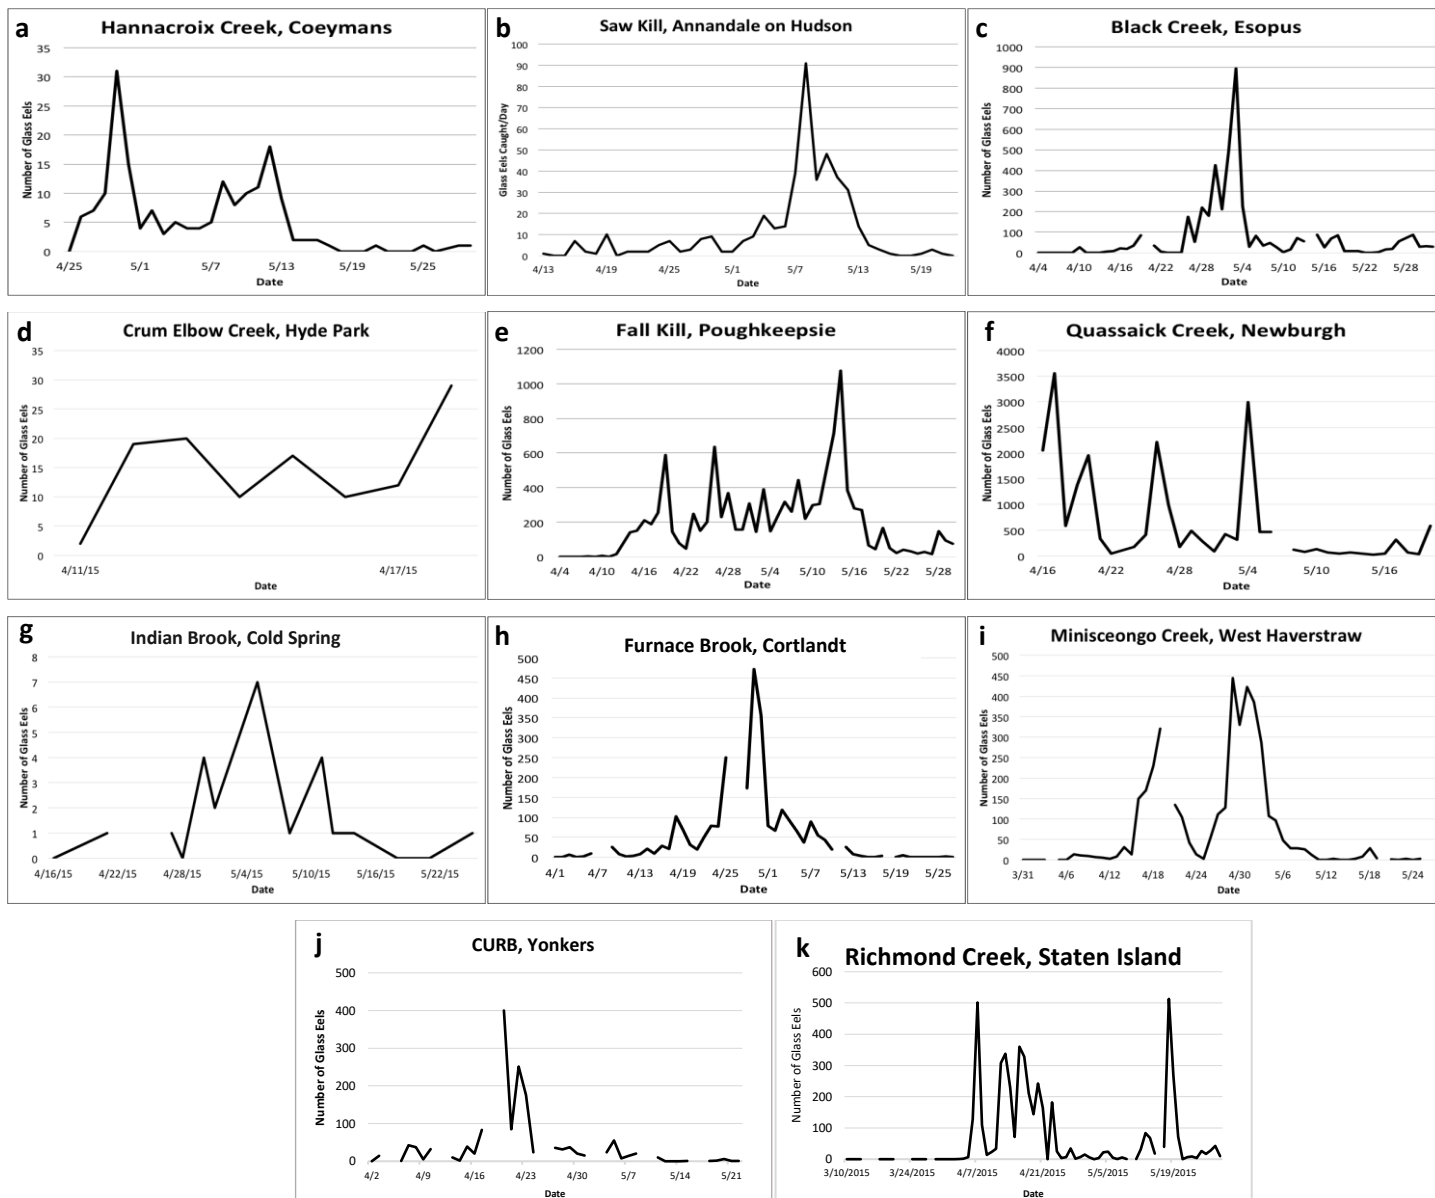 a
Hannacroix Creek, Coeymans
Number of Glass Eels
35
30
25
20
15
10
5
0
4/25 5/1 5/7 5/13 5/19 5/25
Date
b
Saw Kill, Annandale on Hudson
Glass Eels Caught/Day
100
90
80
70
60
50
40
30
20
10
0
4/13 4/19 4/25 5/1 5/7 5/13 5/19
Date
c
Black Creek, Esopus
Number of Glass Eels
1000
900
800
700
600
500
400
300
200
100
0
4/4 4/10 4/16 4/22 4/28 5/4 5/10 5/16 5/22 5/28
Date
d
Crum Elbow Creek, Hyde Park
Number of Glass Eels
35
30
25
20
15
10
5
0
4/11/15 4/17/15
Date
e
Fall Kill, Poughkeepsie
Number of Glass Eels
1200
1000
800
600
400
200
0
4/4 4/10 4/16 4/22 4/28 5/4 5/10 5/16 5/22 5/28
Date
f
Quassaick Creek, Newburgh
Number of Glass Eels
4000
3500
3000
2500
2000
1500
1000
500
0
4/16 4/22 4/28 5/4 5/10 5/16
Date
g
Indian Brook, Cold Spring
Number of Glass Eels
8
7
6
5
4
3
2
1
0
4/16/15 4/22/15 4/28/15 5/4/15 5/10/15 5/16/15 5/22/15
Date
h
Furnace Brook, Cortlandt
Number of Glass Eels
500
450
400
350
300
250
200
150
100
50
0
4/1 4/7 4/13 4/19 4/25 5/1 5/7 5/13 5/19 5/25
Date
i
Minisceongo Creek, West Haverstraw
Number of Glass Eels
500
450
400
350
300
250
200
150
100
50
0
3/31 4/6 4/12 4/18 4/24 4/30 5/6 5/12 5/18 5/24
Date
j
CURB, Yonkers
Number of Glass Eels
500
400
300
200
100
0
4/2 4/9 4/16 4/23 4/30 5/7 5/14 5/21
Date
k
Richmond Creek, Staten Island
Number of Glass Eels
600
500
400
300
200
100
0
3/10/2015 3/24/2015 4/7/2015 4/21/2015 5/5/2015 5/19/2015
Date